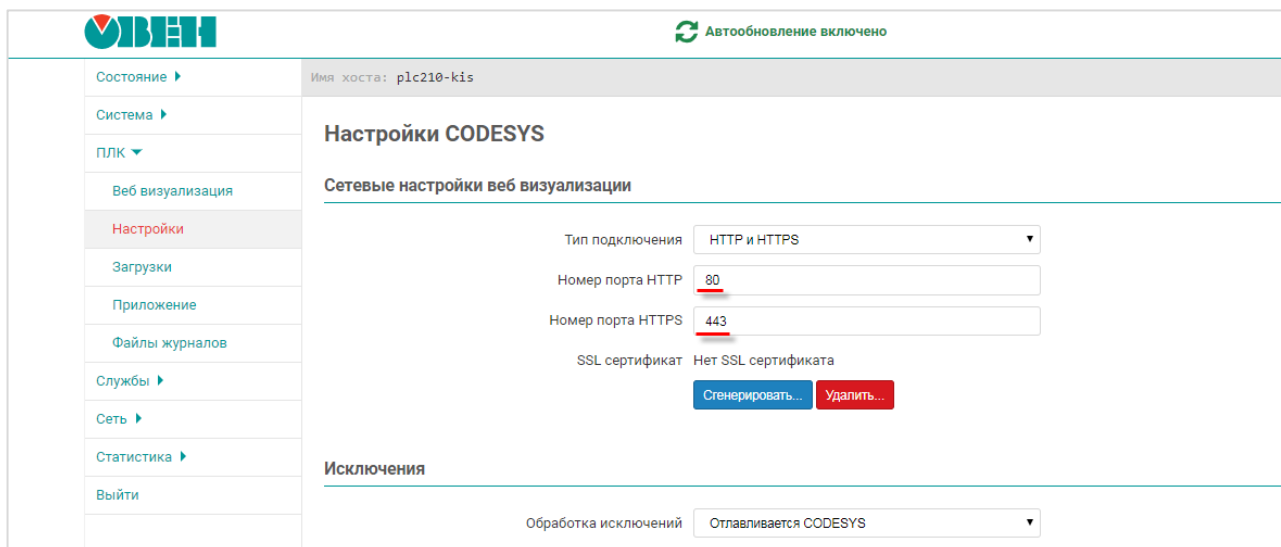 ОВЕН
Автообновление включено
Состояние
Имя хоста: plc210-kis
Система
Настройки CODESYS
ПЛК
Веб визуализация
Сетевые настройки веб визуализации
Настройки
Тип подключения HTTP и HTTPS
Загрузки
Номер порта HTTP 80
Приложение
Номер порта HTTPS 443
Файлы журналов
SSL сертификат Нет SSL сертификата
Службы
Сгенерировать... Удалить...
Сеть
Статистика
Исключения
Выйти
Обработка исключений Отлавливается CODESYS